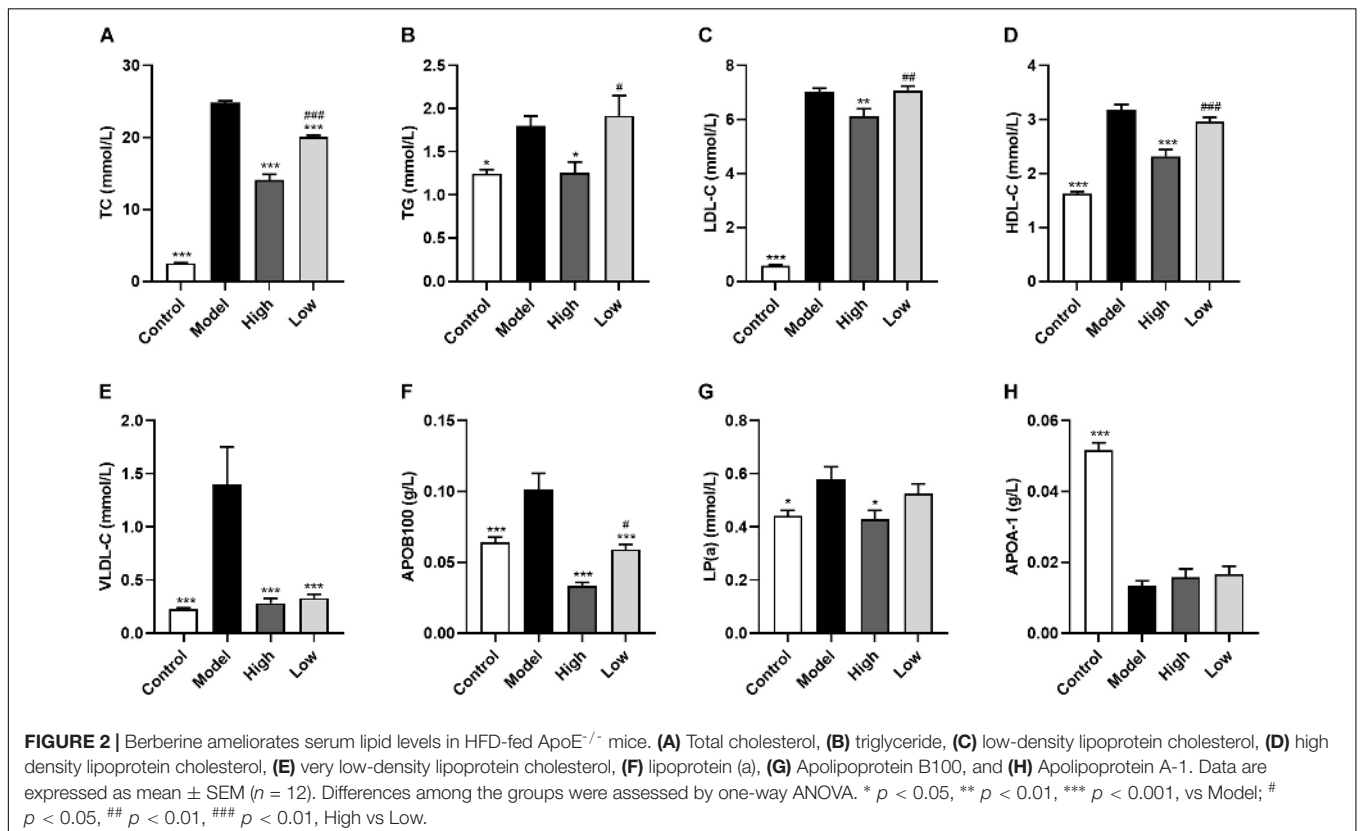 A
TC (mmol/L)
30
20
10
0
***
***
###
***
Control
Model
High
Low
B
TG (mmol/L)
2.5
2.0
1.5
1.0
0.5
0.0
*
*
#
Control
Model
High
Low
C
LDL-C (mmol/L)
8
6
4
2
0
***
**
##
Control
Model
High
Low
D
HDL-C (mmol/L)
4
3
2
1
0
***
***
###
Control
Model
High
Low
E
VLDL-C (mmol/L)
2.0
1.5
1.0
0.5
0.0
***
***
***
Control
Model
High
Low
F
APOB100 (g/L)
0.15
0.10
0.05
0.00
***
***
#
***
Control
Model
High
Low
G
LP(a) (mmol/L)
0.8
0.6
0.4
0.2
0.0
*
*
Control
Model
High
Low
H
APOA-1 (g/L)
0.06
0.04
0.02
0.00
***
Control
Model
High
Low
FIGURE 2 | Berberine ameliorates serum lipid levels in HFD-fed ApoE-/- mice. (A) Total cholesterol, (B) triglyceride, (C) low-density lipoprotein cholesterol, (D) high
density lipoprotein cholesterol, (E) very low-density lipoprotein cholesterol, (F) lipoprotein (a), (G) Apolipoprotein B100, and (H) Apolipoprotein A-1. Data are
expressed as mean ± SEM (n = 12). Differences among the groups were assessed by one-way ANOVA. * p < 0.05, ** p < 0.01, *** p < 0.001, vs Model; #
p < 0.05, ## p < 0.01, ### p < 0.01, High vs Low.